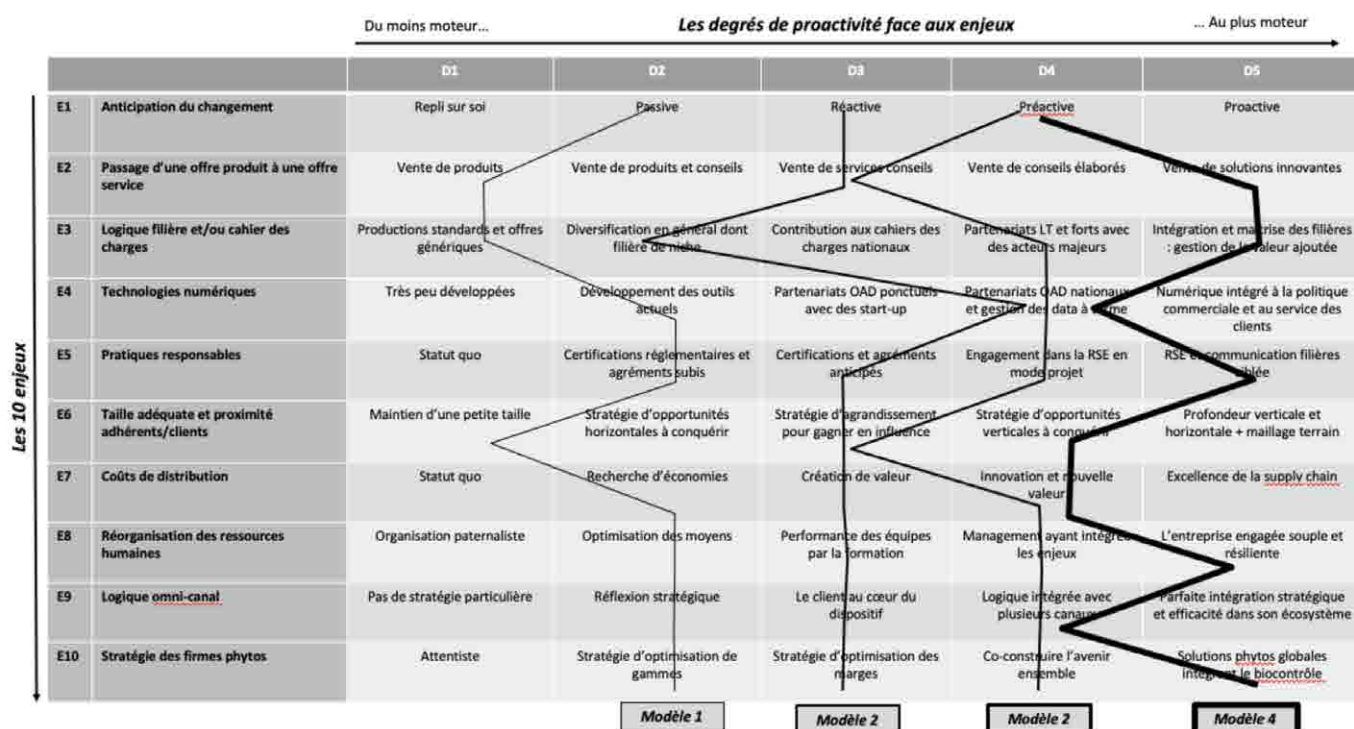 Du moins moteur...
Les degrés de proactivité face aux enjeux
... Au plus moteur
D1
D2
D3
D4
D5
Les 10 enjeux
E1
Anticipation du changement
Repli sur soi
Passive
Réactive
Préactive
Proactive
E2
Passage d'une offre produit à une offre
service
Vente de produits
Vente de produits et conseils
Vente de services conseils
Vente de conseils élaborés
Vente de solutions innovantes
E3
Logique filière et/ou cahier des
charges
Productions standards et offres
génériques
Diversification en général dont
filière de niche
Contribution aux cahiers des
charges nationaux
Partenariats LT et forts avec
des acteurs majeurs
Intégration et maîtrise des filières
: gestion de la valeur ajoutée
E4
Technologies numériques
Très peu développées
Développement des outils
actuels
Partenariats OAD ponctuels
avec des start-up
Partenariats OAD nationaux
et gestion des data à terme
Numérique intégré à la politique
commerciale et au service des
clients
E5
Pratiques responsables
Statut quo
Certifications réglementaires et
agréments subis
Certifications et agréments
anticipés
Engagement dans la RSE en
mode projet
RSE et communication filières
ciblée
E6
Taille adéquate et proximité
adhérents/clients
Maintien d'une petite taille
Stratégie d'opportunités
horizontales à conquérir
Stratégie d'agrandissement
pour gagner en influence
Stratégie d'opportunités
verticales à conquérir
Profondeur verticale et
horizontale + maillage terrain
E7
Coûts de distribution
Statut quo
Recherche d'économies
Création de valeur
Innovation et nouvelle
valeur
Excellence de la supply chain
E8
Réorganisation des ressources
humaines
Organisation paternaliste
Optimisation des moyens
Performance des équipes
par la formation
Management ayant intégré
les enjeux
L'entreprise engagée souple et
résiliente
E9
Logique omni-canal
Pas de stratégie particulière
Réflexion stratégique
Le client au cœur du
dispositif
Logique intégrée avec
plusieurs canaux
Parfaite intégration stratégique
et efficacité dans son écosystème
E10
Stratégie des firmes phytos
Attentiste
Stratégie d'optimisation de
gammes
Stratégie d'optimisation des
marges
Co-construire l'avenir
ensemble
Solutions phytos globales
intégrant le biocontrôle
Modèle 1
Modèle 2
Modèle 2
Modèle 4